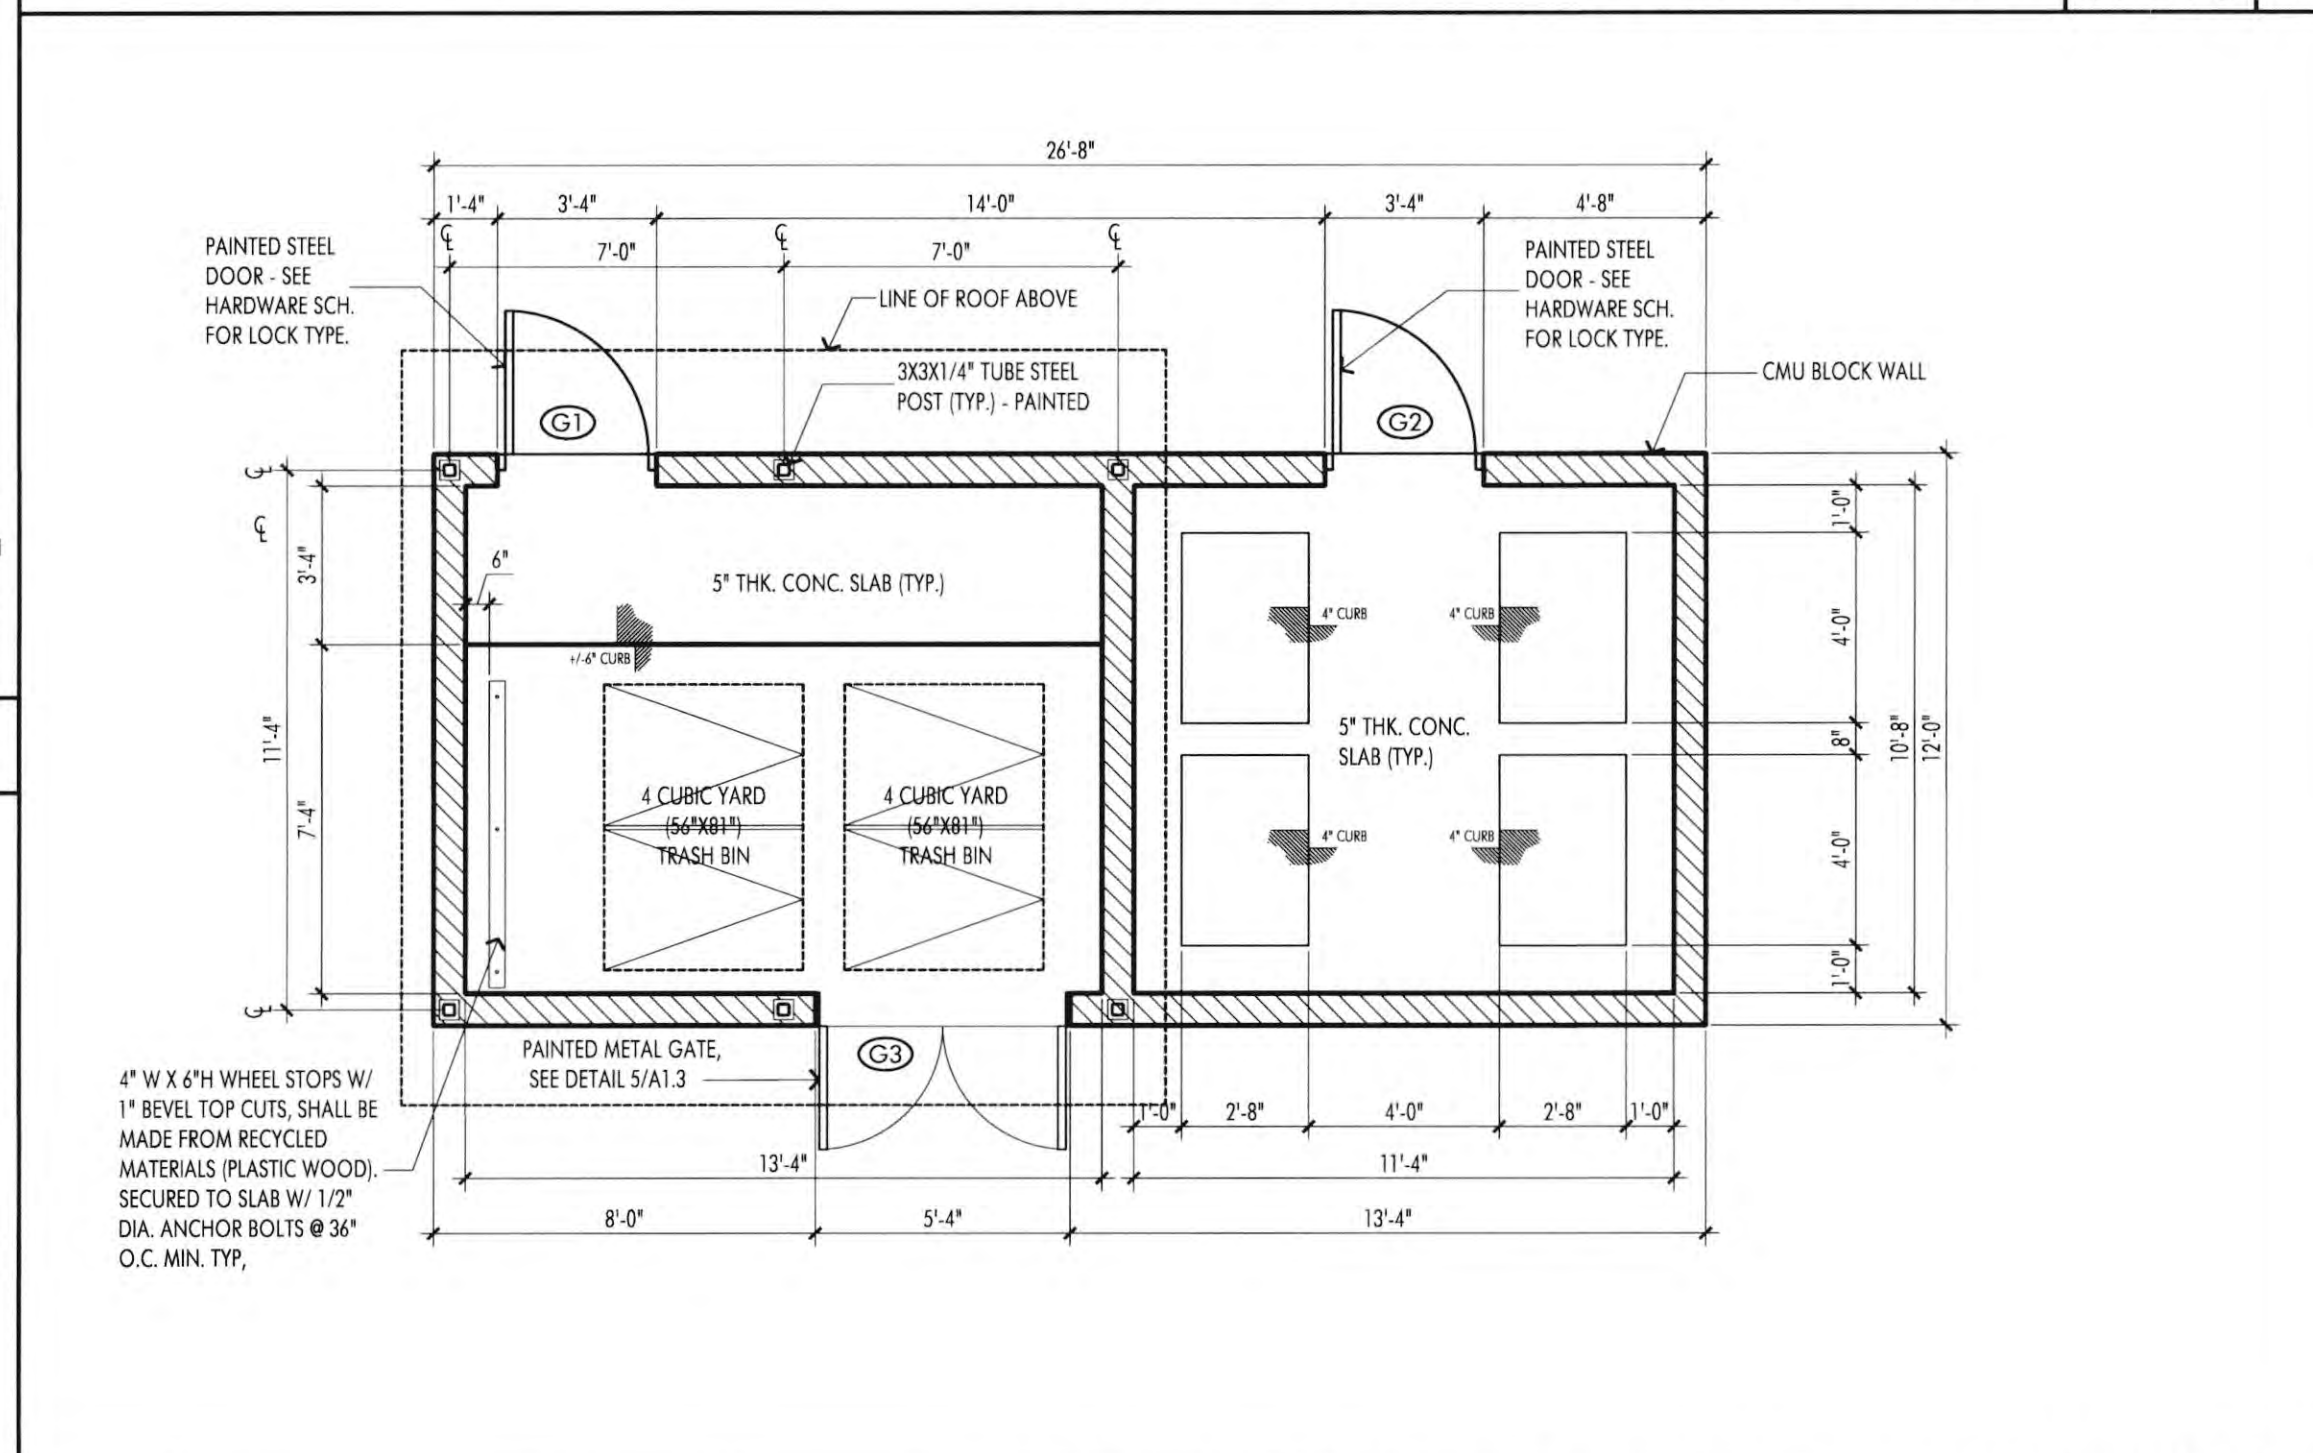 26'-8"
1'-4" 3'-4" 14'-0" 3'-4" 4'-8"
℄ ℄ ℄
7'-0" 7'-0"
PAINTED STEEL
DOOR - SEE
HARDWARE SCH.
FOR LOCK TYPE.
LINE OF ROOF ABOVE
3X3X1/4" TUBE STEEL
POST (TYP.) - PAINTED
PAINTED STEEL
DOOR - SEE
HARDWARE SCH.
FOR LOCK TYPE.
CMU BLOCK WALL
G1
G2
℄
℄
3'-4"
6"
5" THK. CONC. SLAB (TYP.)
+/-6" CURB
11'-4"
7'-4"
4 CUBIC YARD
(56"X81")
TRASH BIN
4 CUBIC YARD
(56"X81")
TRASH BIN
4" CURB
4" CURB
5" THK. CONC.
SLAB (TYP.)
4" CURB
4" CURB
1'-0"
4'-0"
8"
4'-0"
1'-0"
10'-8"
12'-0"
℄
PAINTED METAL GATE,
SEE DETAIL 5/A1.3
G3
4" W X 6"H WHEEL STOPS W/
1" BEVEL TOP CUTS, SHALL BE
MADE FROM RECYCLED
MATERIALS (PLASTIC WOOD).
SECURED TO SLAB W/ 1/2"
DIA. ANCHOR BOLTS @ 36"
O.C. MIN. TYP,
1'-0" 2'-8" 4'-0" 2'-8" 1'-0"
13'-4" 11'-4"
8'-0" 5'-4" 13'-4"